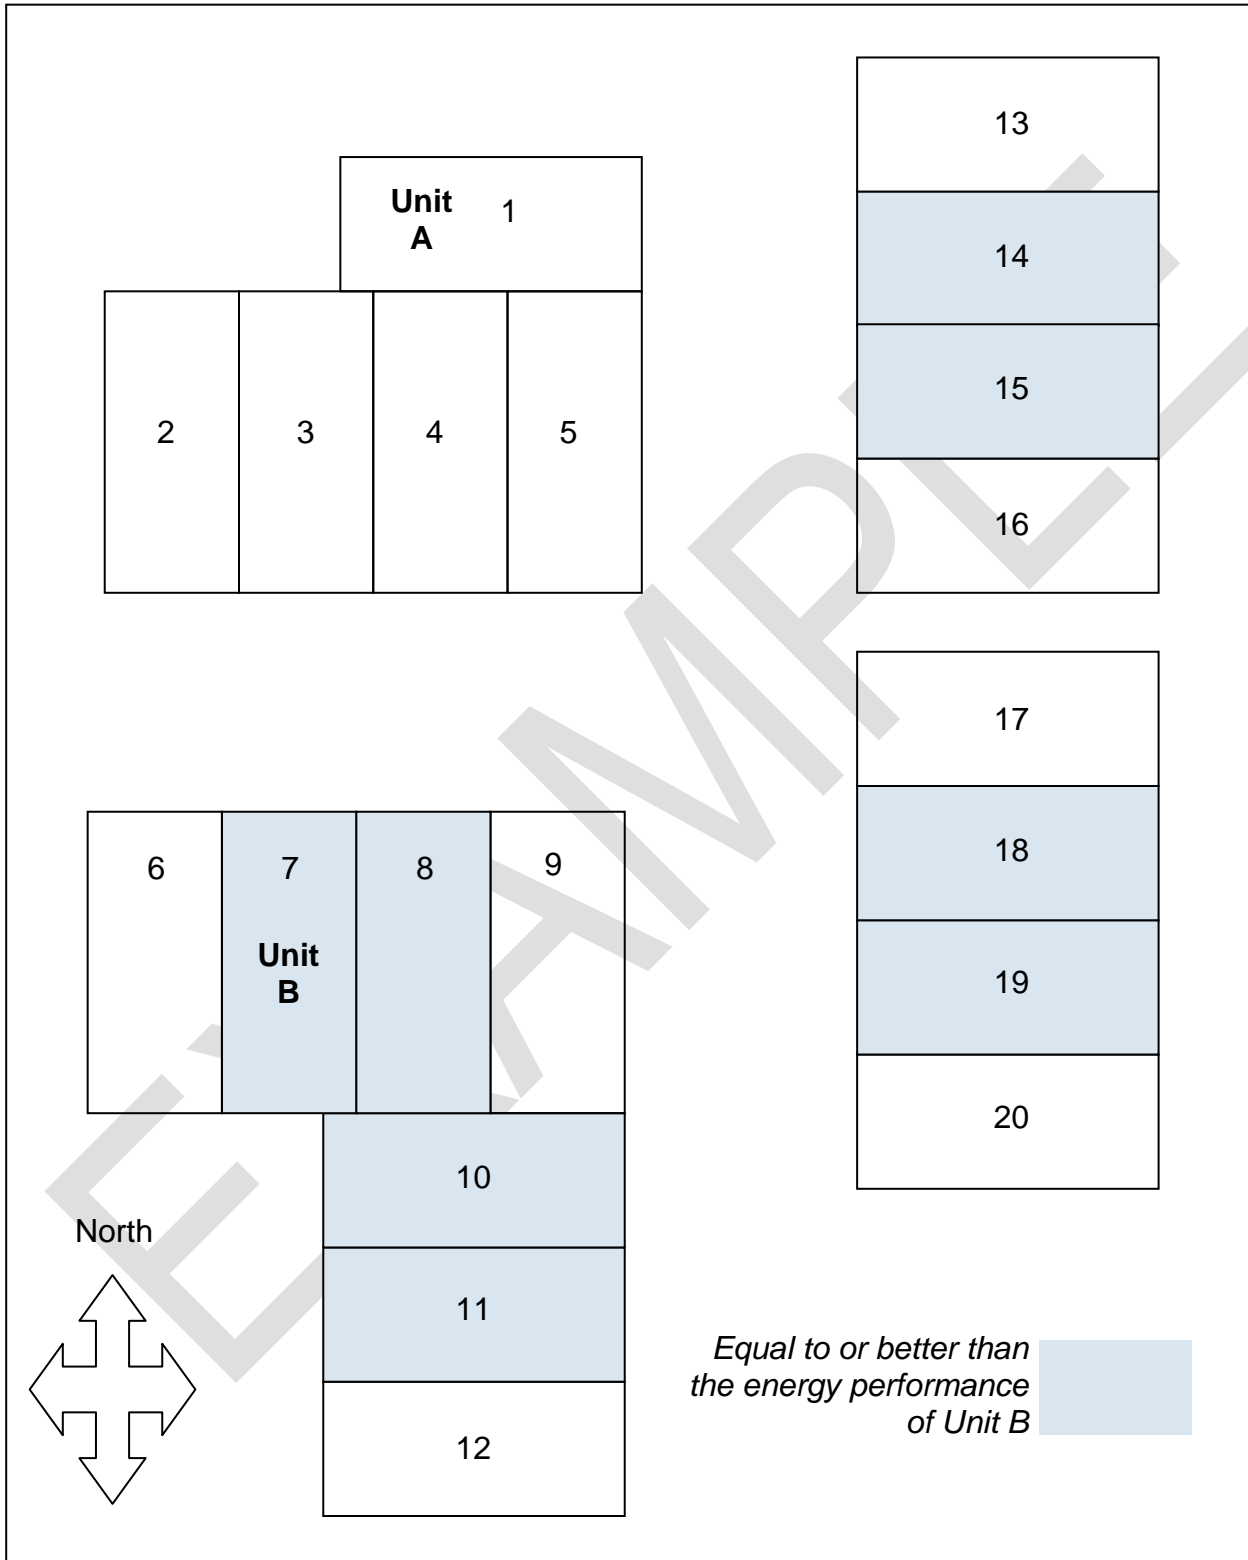 13
Unit
A
1
14
15
2
3
4
5
16
17
6
7
8
9
18
Unit
B
19
20
10
North
11
Equal to or better than
the energy performance
of Unit B
12
EXAMPLE